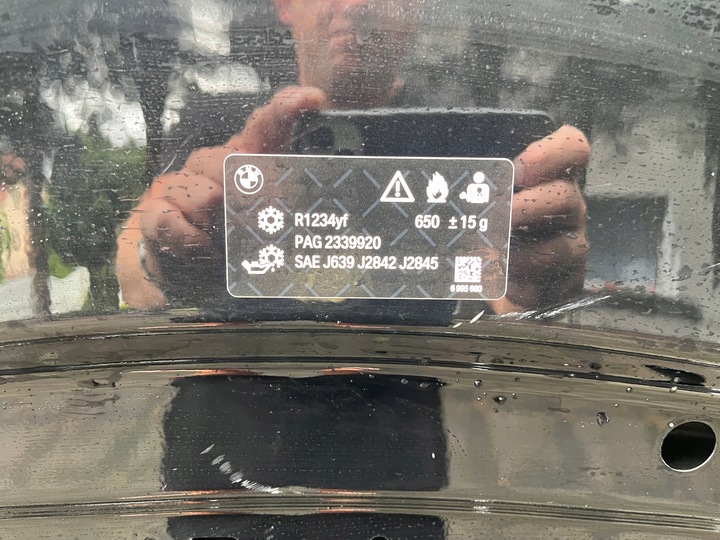 R1234yf 650 ± 15 g
PAG 2339920
SAE J639 J2842 J2845